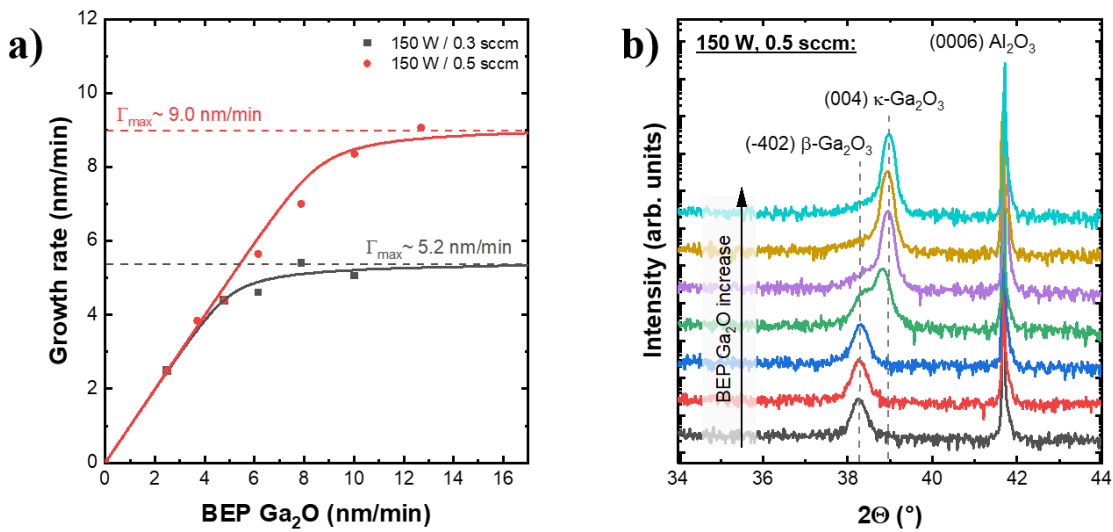 a)
12
10
8
6
4
2
0
Growth rate (nm/min)
150 W / 0.3 sccm
150 W / 0.5 sccm
Γmax~ 9.0 nm/min
Γmax~ 5.2 nm/min
0 2 4 6 8 10 12 14 16
BEP Ga2O (nm/min)
b)
150 W, 0.5 sccm:
(0006) Al2O3
(004) κ-Ga2O3
(-402) β-Ga2O3
BEP Ga2O increase
Intensity (arb. units)
34 36 38 40 42 44
2Θ (°)